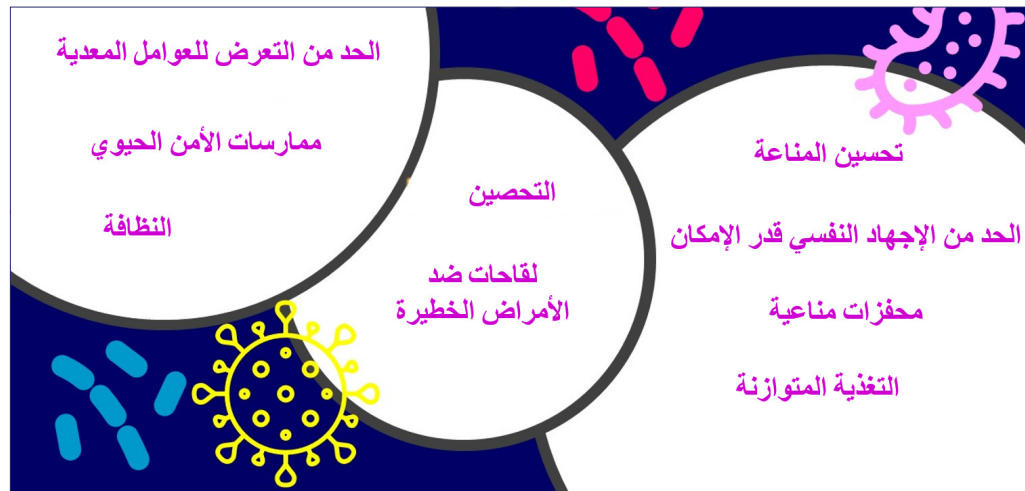 الحد من التعرض للعوامل المعدية
ممارسات الأمن الحيوي
النظافة
التحصين
لقاحات ضد
الأمراض الخطيرة
تحسين المناعة
الحد من الإجهاد النفسي قدر الإمكان
محفزات مناعية
التغذية المتوازنة